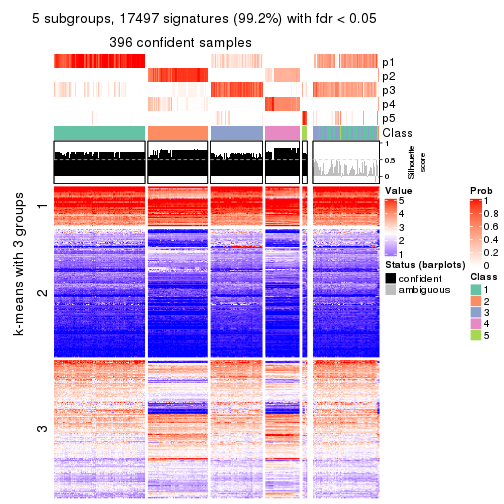 5 subgroups, 17497 signatures (99.2%) with fdr < 0.05
396 confident samples
p1
p2
p3
p4
p5
Class
1
0.5
0
Silhouette
score
k-means with 3 groups
1
2
3
Value
5
4
3
2
1
Status (barplots)
confident
ambiguous
Prob
1
0.8
0.6
0.4
0.2
0
Class
1
2
3
4
5